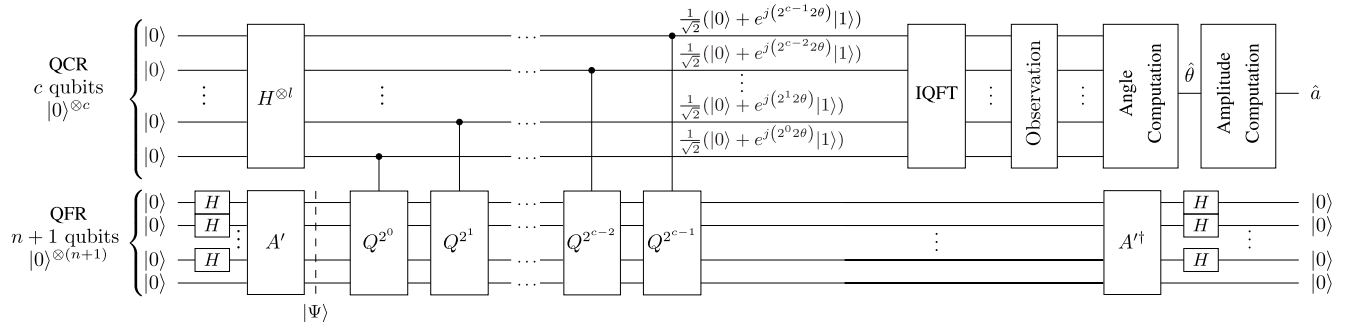 QCR
c qubits
|0⟩^{⊗c}
|0⟩
|0⟩
⋮
|0⟩
|0⟩
H^{⊗l}
⋮
...
...
...
...
1/√2(|0⟩ + e^{j(2^{c−1}2θ)}|1⟩)
1/√2(|0⟩ + e^{j(2^{c−2}2θ)}|1⟩)
⋮
1/√2(|0⟩ + e^{j(2^1 2θ)}|1⟩)
1/√2(|0⟩ + e^{j(2^0 2θ)}|1⟩)
IQFT
⋮
Observation
⋮
Angle
Computation
θ̂
Amplitude
Computation
â
QFR
n + 1 qubits
|0⟩^{⊗(n+1)}
|0⟩
|0⟩
|0⟩
|0⟩
H
H
⋮
H
A′
|Ψ⟩
Q^{2^0}
Q^{2^1}
...
...
...
...
Q^{2^{c−2}}
Q^{2^{c−1}}
⋮
A′^†
H
H
H
⋮
|0⟩
|0⟩
|0⟩
|0⟩